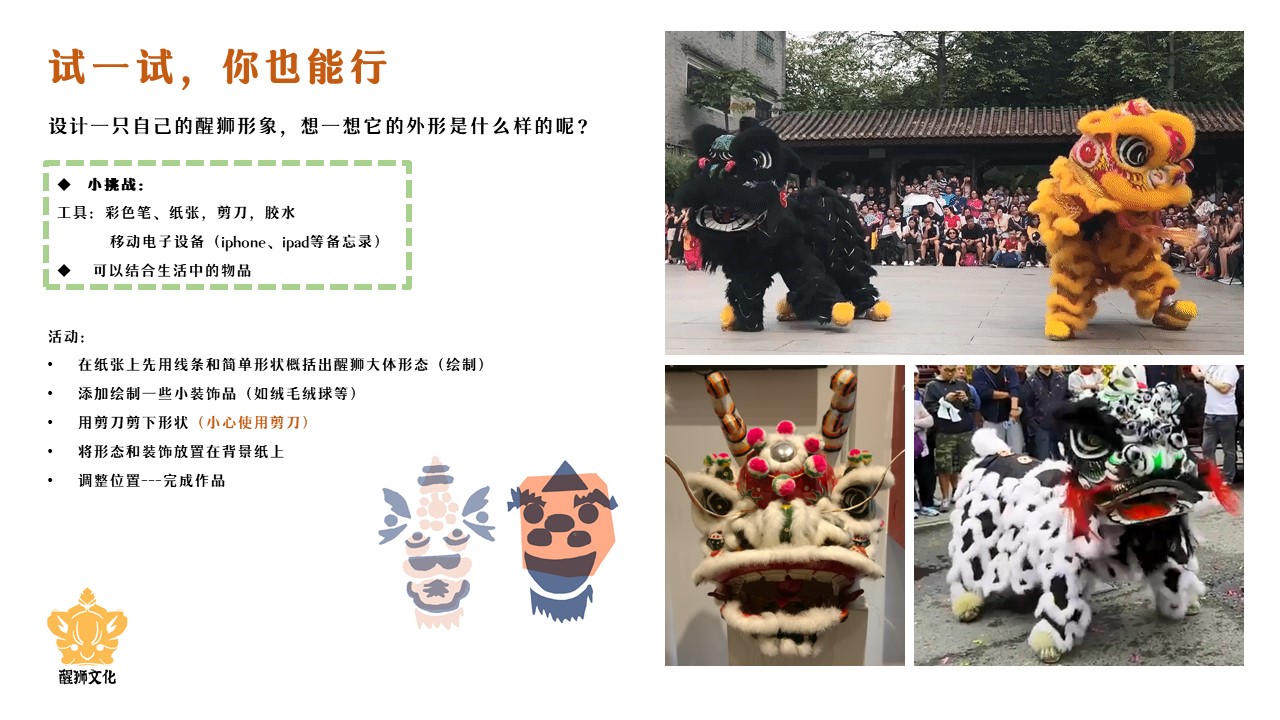 试一试，你也能行
设计一只自己的醒狮形象，想一想它的外形是什么样的呢？
◆ 小挑战：
工具：彩色笔、纸张，剪刀，胶水
移动电子设备（iphone、ipad等备忘录）
◆ 可以结合生活中的物品
活动：
• 在纸张上先用线条和简单形状概括出醒狮大体形态（绘制）
• 添加绘制一些小装饰品（如绒毛绒球等）
• 用剪刀剪下形状（小心使用剪刀）
• 将形态和装饰放置在背景纸上
• 调整位置---完成作品
醒狮文化